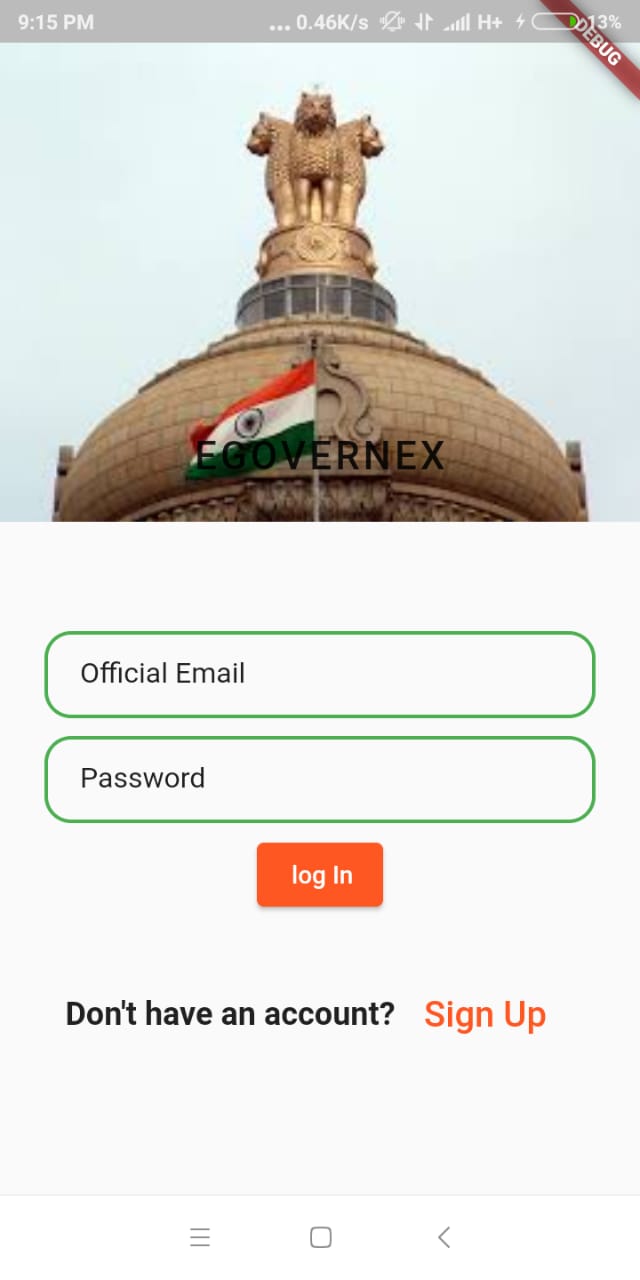 9:15 PM ... 0.46K/s H+ 13%
DEBUG
EGOVERNEX
Official Email
Password
log In
Don't have an account? Sign Up